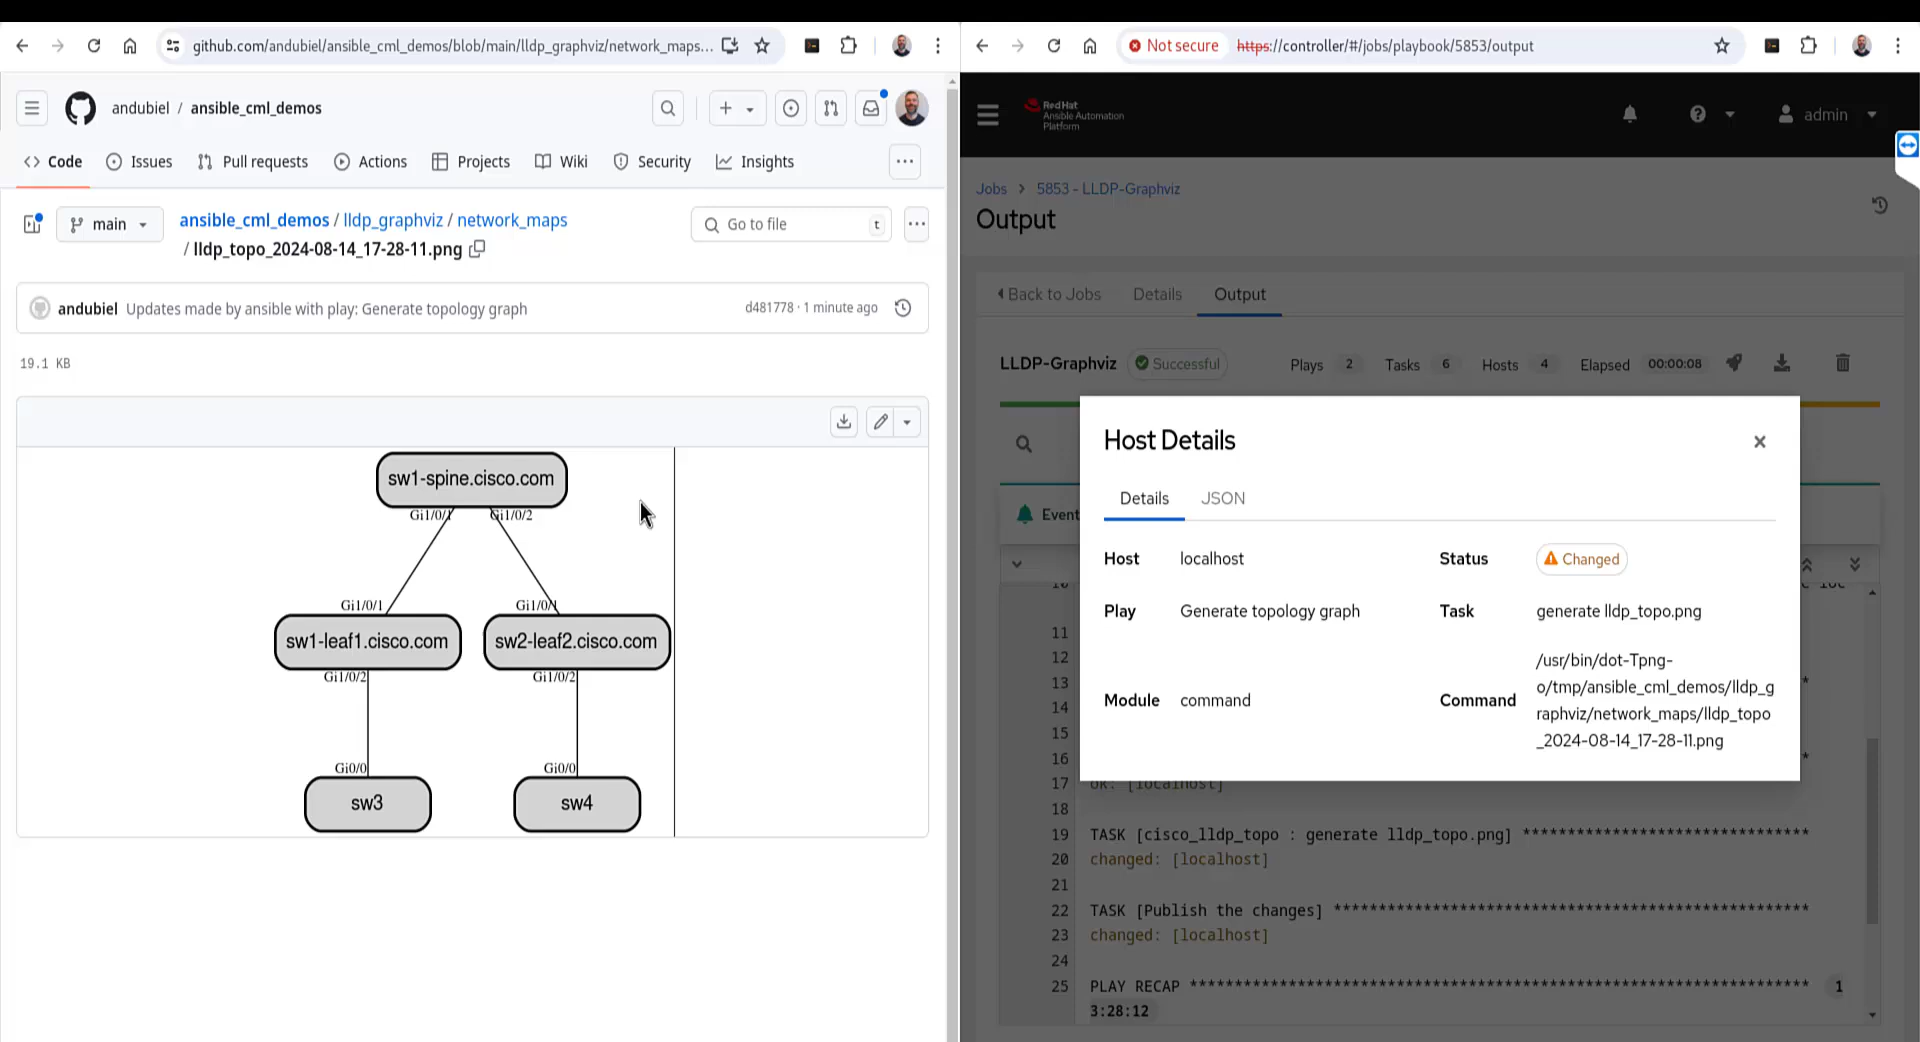 github.com/andubiel/ansible_cml_demos/blob/main/lldp_graphviz/network_maps...
andubiel / ansible_cml_demos
Code Issues Pull requests Actions Projects Wiki Security Insights
main
ansible_cml_demos / lldp_graphviz / network_maps
/ lldp_topo_2024-08-14_17-28-11.png
Go to file t
andubiel Updates made by ansible with play: Generate topology graph d481778 · 1 minute ago
19.1 KB
sw1-spine.cisco.com
Gi1/0/1 Gi1/0/2
Gi1/0/1 Gi1/0/1
sw1-leaf1.cisco.com sw2-leaf2.cisco.com
Gi1/0/2 Gi1/0/2
Gi0/0 Gi0/0
sw3 sw4
Not secure https://controller/#/jobs/playbook/5853/output
Red Hat
Ansible Automation
Platform
admin
Jobs > 5853 - LLDP-Graphviz
Output
Back to Jobs Details Output
LLDP-Graphviz Successful Plays 2 Tasks 6 Hosts 4 Elapsed 00:00:08
Event
Host Details
Details JSON
Host localhost Status Changed
Play Generate topology graph Task generate lldp_topo.png
Module command Command /usr/bin/dot-Tpng-
o/tmp/ansible_cml_demos/lldp_g
raphviz/network_maps/lldp_topo
_2024-08-14_17-28-11.png
11
12
13
14
15
16
17 ok: [localhost]
18
19 TASK [cisco_lldp_topo : generate lldp_topo.png] ********************************
20 changed: [localhost]
21
22 TASK [Publish the changes] *****************************************************
23 changed: [localhost]
24
25 PLAY RECAP ********************************************************************* 1
3:28:12